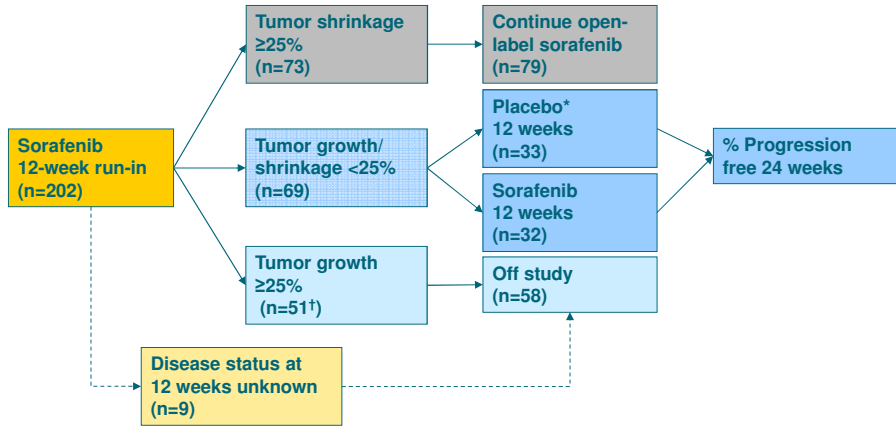 Tumor shrinkage
≥25%
(n=73)
Continue open-
label sorafenib
(n=79)
Sorafenib
12-week run-in
(n=202)
Tumor growth/
shrinkage <25%
(n=69)
Placebo*
12 weeks
(n=33)
Sorafenib
12 weeks
(n=32)
% Progression
free 24 weeks
Tumor growth
≥25%
(n=51†)
Off study
(n=58)
Disease status at
12 weeks unknown
(n=9)